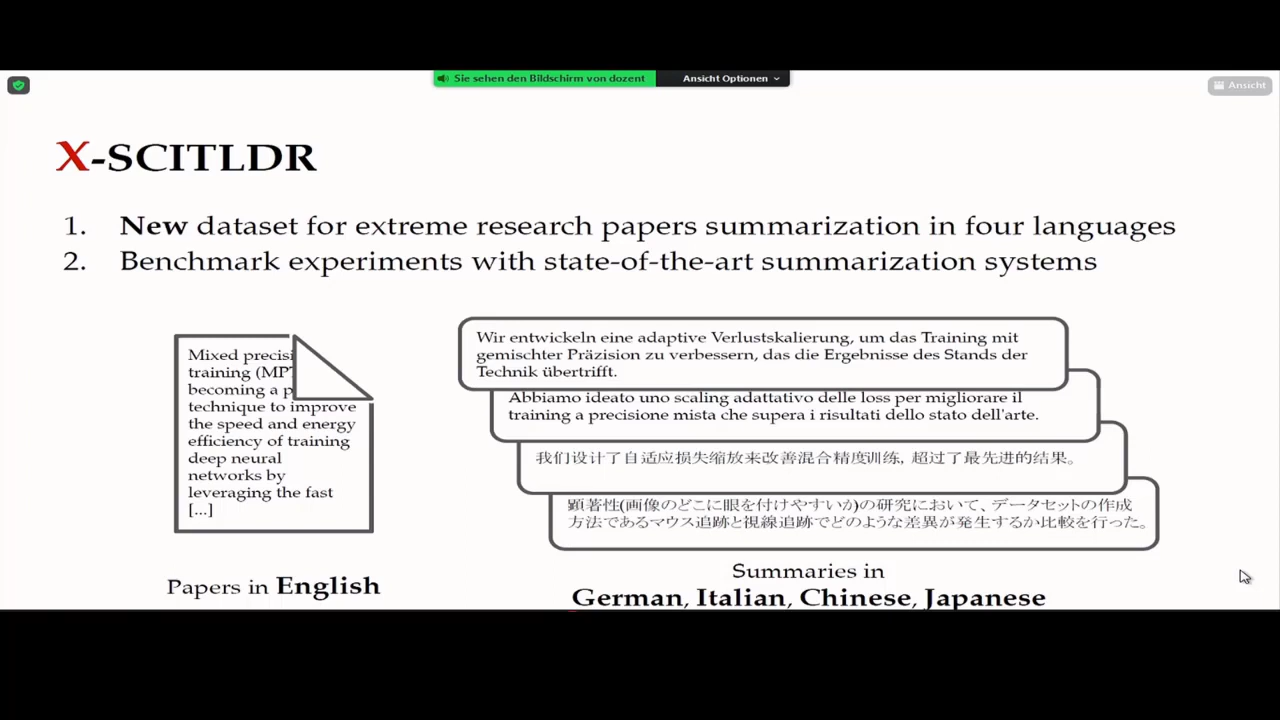 Sie sehen den Bildschirm von dozent
Ansicht Optionen
Ansicht
X-SCITLDR
1. New dataset for extreme research papers summarization in four languages
2. Benchmark experiments with state-of-the-art summarization systems
Mixed precisi
training (MP
becoming a p
technique to improve
the speed and energy
efficiency of training
deep neural
networks by
leveraging the fast
[...]
Papers in English
Wir entwickeln eine adaptive Verlustskalierung, um das Training mit
gemischter Präzision zu verbessern, das die Ergebnisse des Stands der
Technik übertrifft.
Abbiamo ideato uno scaling adattativo delle loss per migliorare il
training a precisione mista che supera i risultati dello stato dell'arte.
我们设计了自适应损失缩放来改善混合精度训练, 超过了最先进的结果。
顕著性(画像のどこに眼を付けやすいか)の研究において、データセットの作成
方法であるマウス追跡と視線追跡でどのような差異が発生するか比較を行った。
Summaries in
German, Italian, Chinese, Japanese